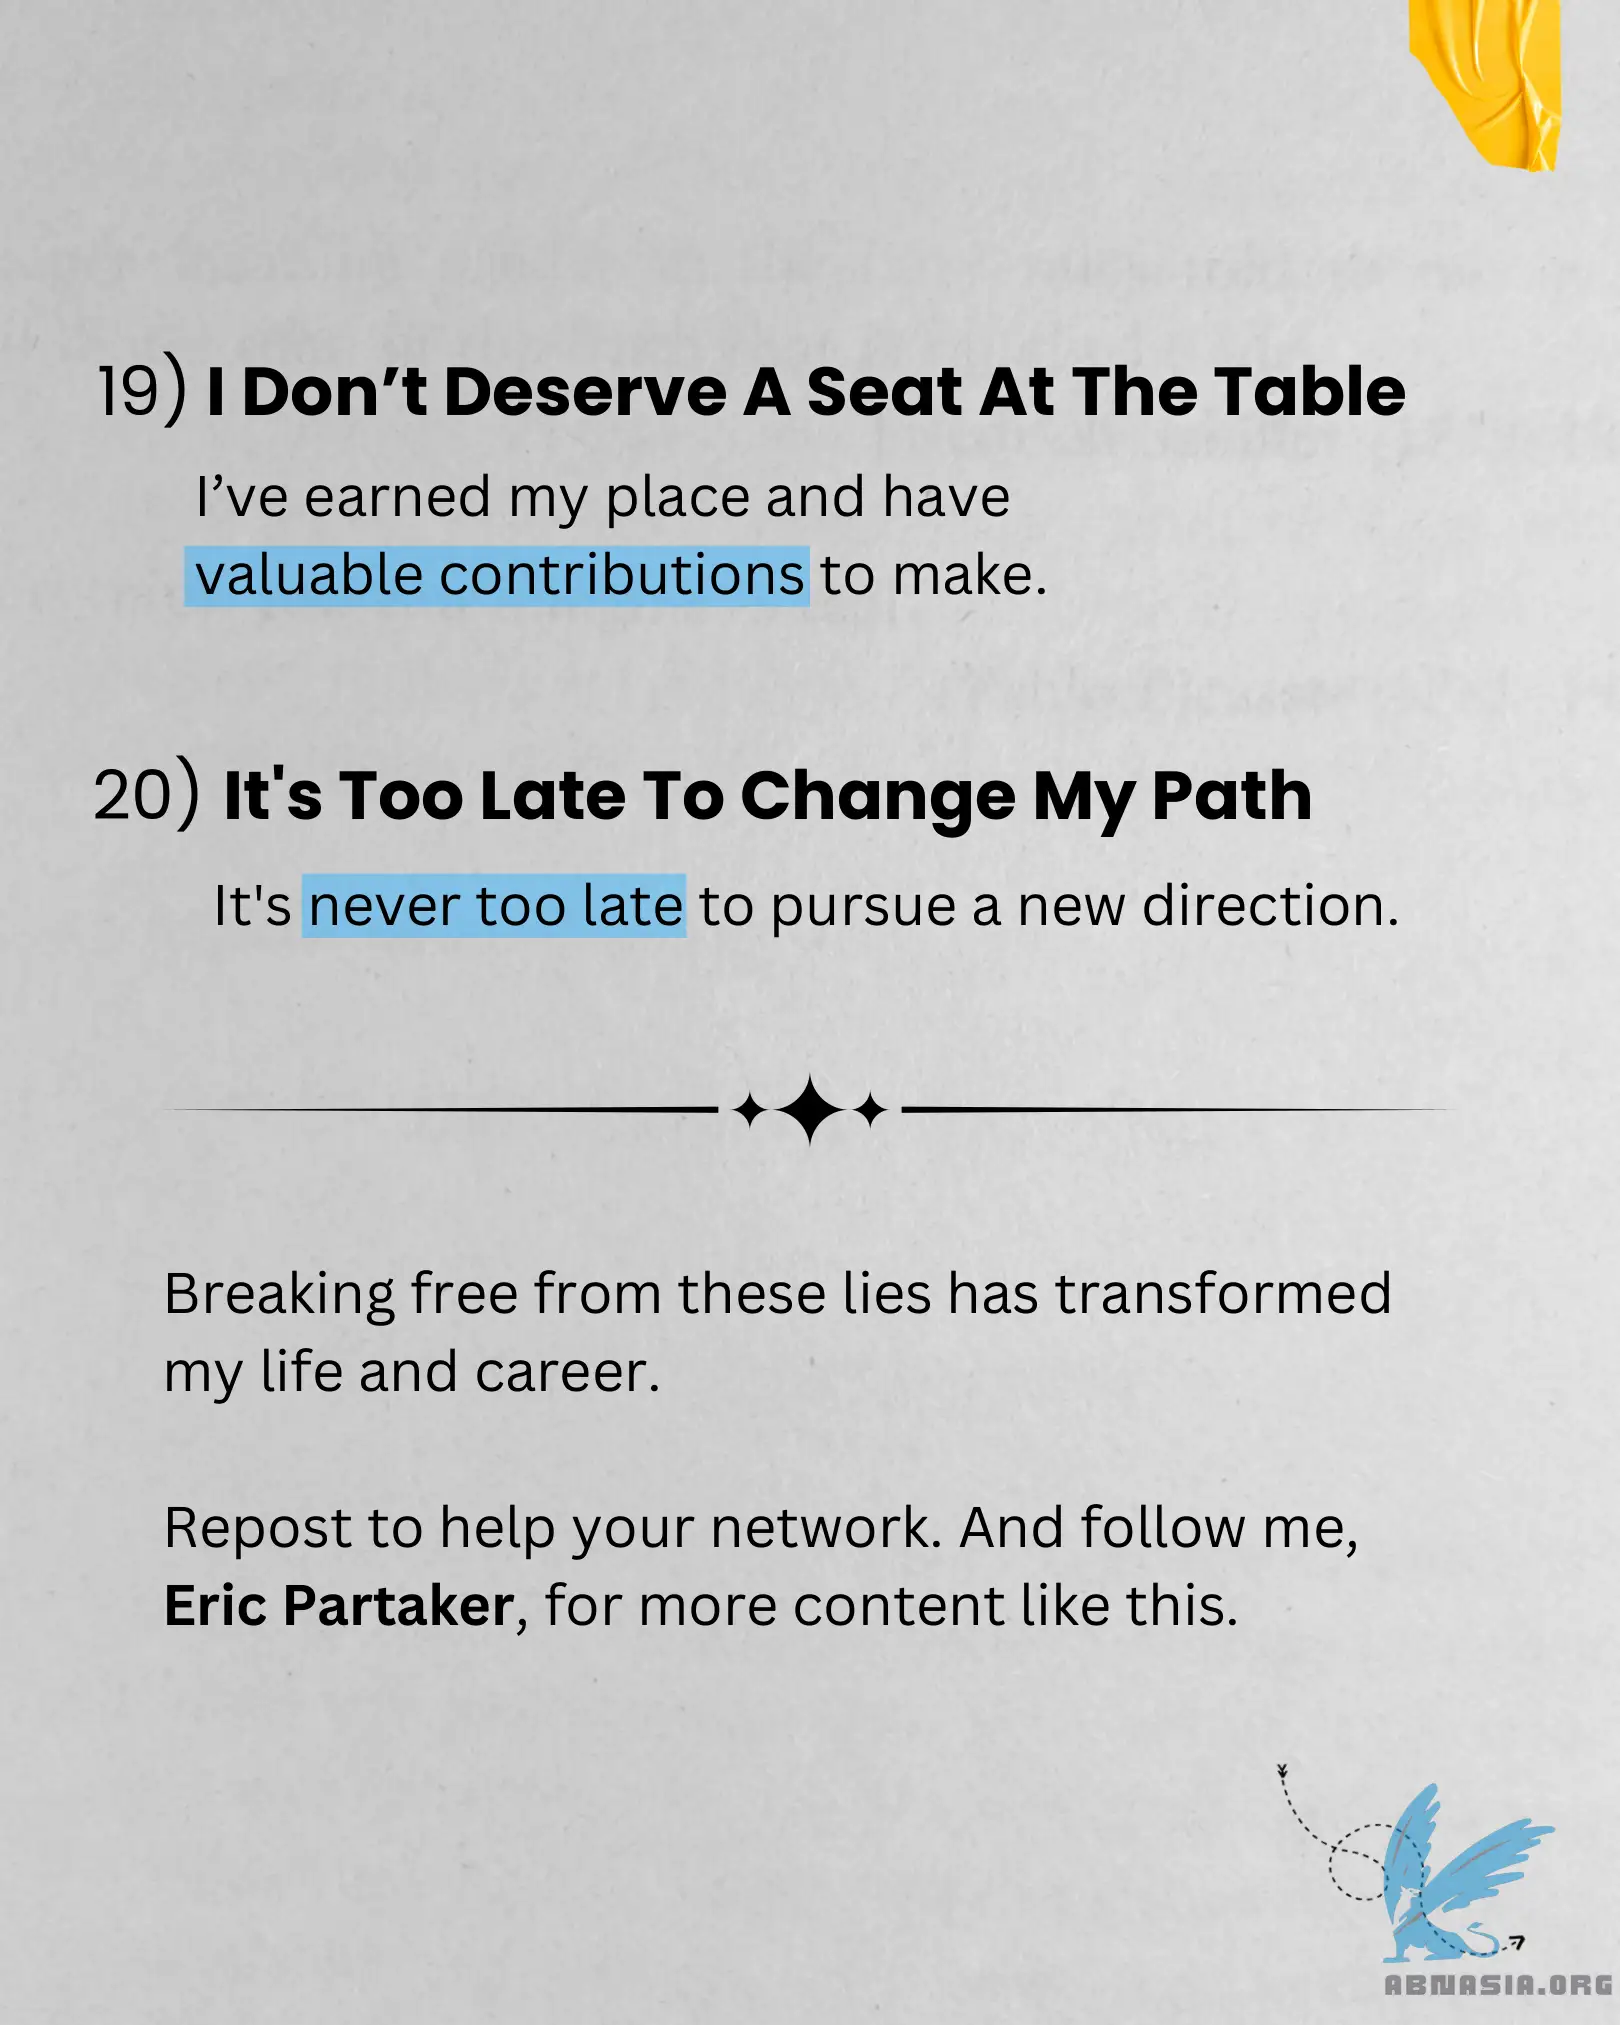 19) I Don’t Deserve A Seat At The Table
I’ve earned my place and have
valuable contributions to make.
20) It's Too Late To Change My Path
It's never too late to pursue a new direction.
Breaking free from these lies has transformed
my life and career.
Repost to help your network. And follow me,
Eric Partaker, for more content like this.
ABNASIA.ORG